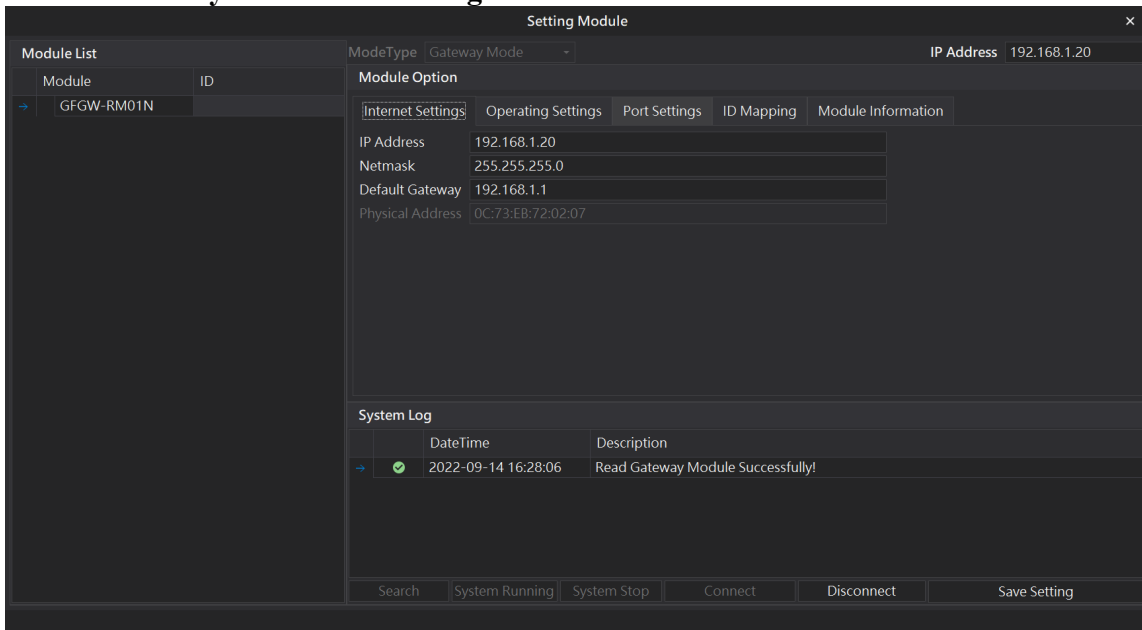 Setting Module ×
Module List
Module ID
GFGW-RM01N
ModeType Gateway Mode IP Address 192.168.1.20
Module Option
Internet Settings Operating Settings Port Settings ID Mapping Module Information
IP Address 192.168.1.20
Netmask 255.255.255.0
Default Gateway 192.168.1.1
Physical Address 0C:73:EB:72:02:07
System Log
DateTime Description
2022-09-14 16:28:06 Read Gateway Module Successfully!
Search System Running System Stop Connect Disconnect Save Setting